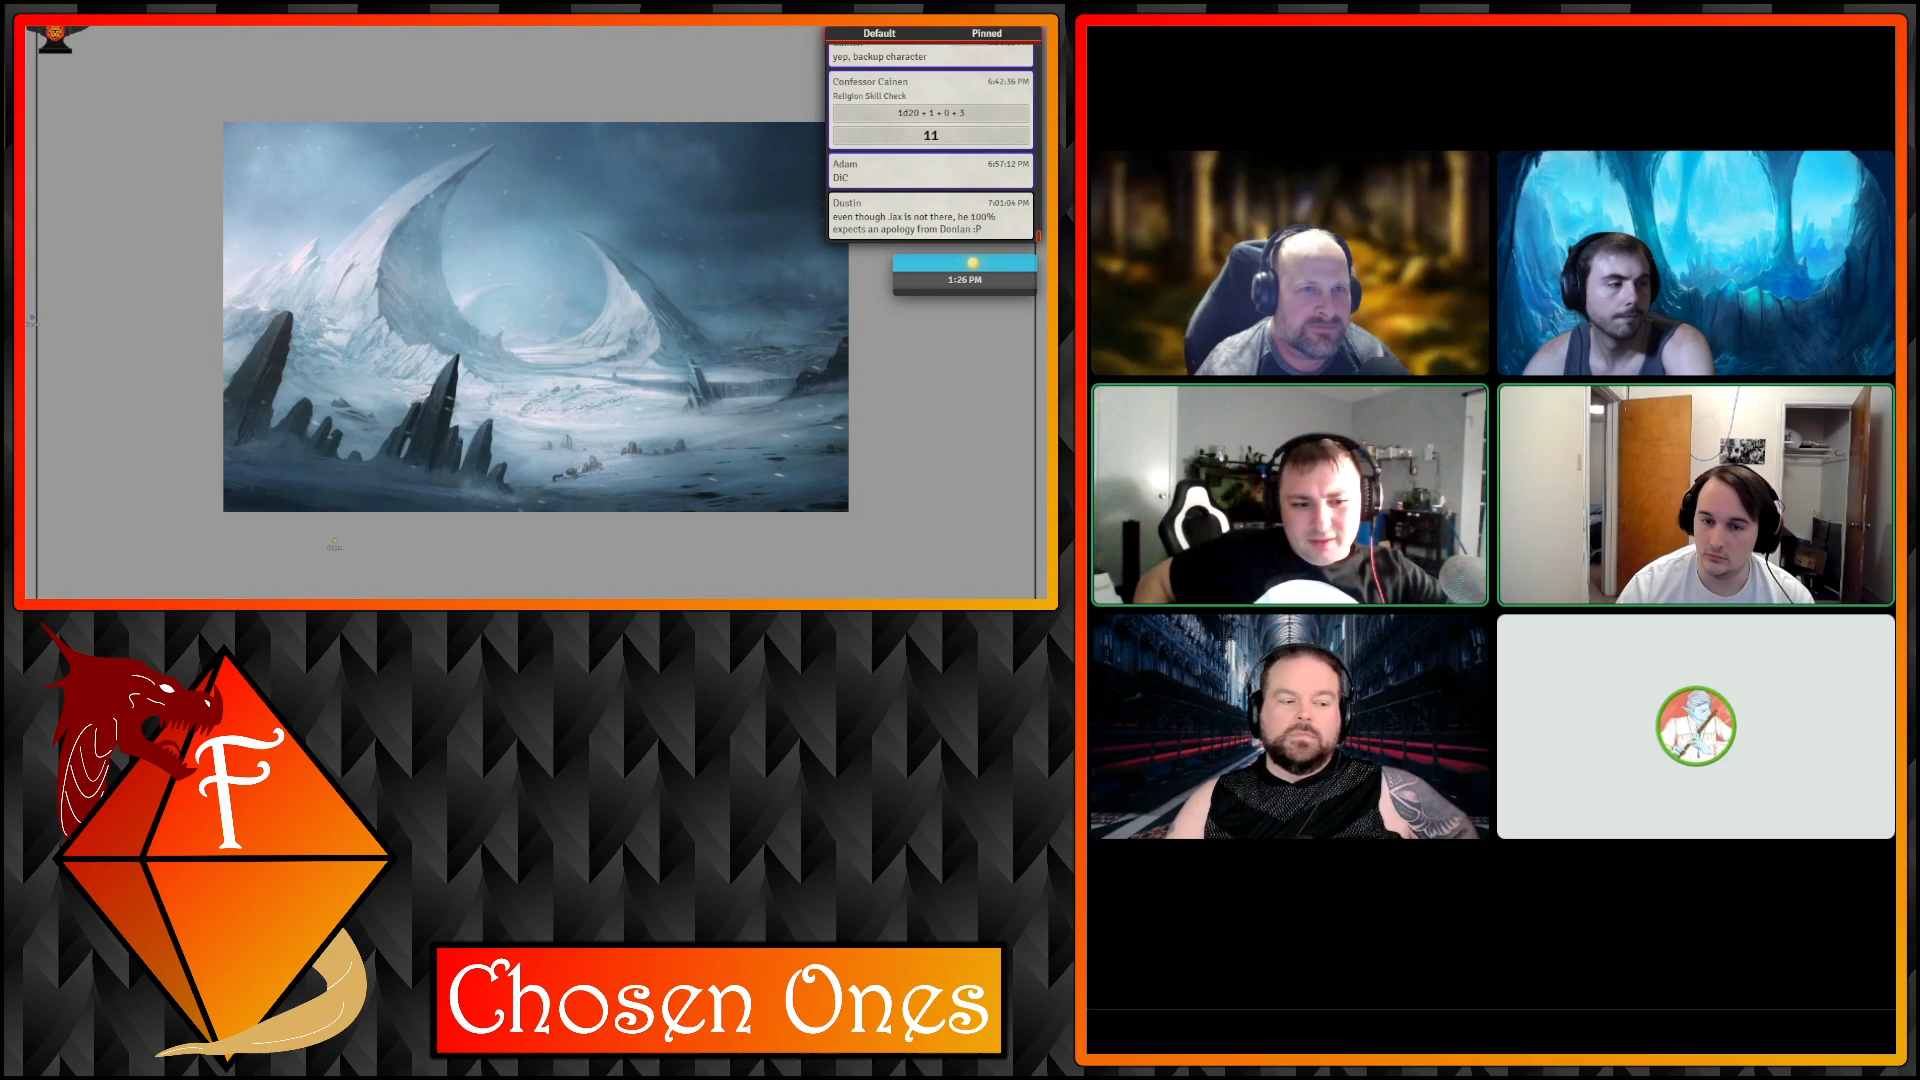 Default Pinned
yep, backup character
Confessor Cainen 6:42:36 PM
Religion Skill Check
1d20 + 1 + 0 + 3
11
Adam 6:57:12 PM
DiC
Dustin 7:01:04 PM
even though Jax is not there, he 100%
expects an apology from Donlan :P
1:26 PM
F
Chosen Ones